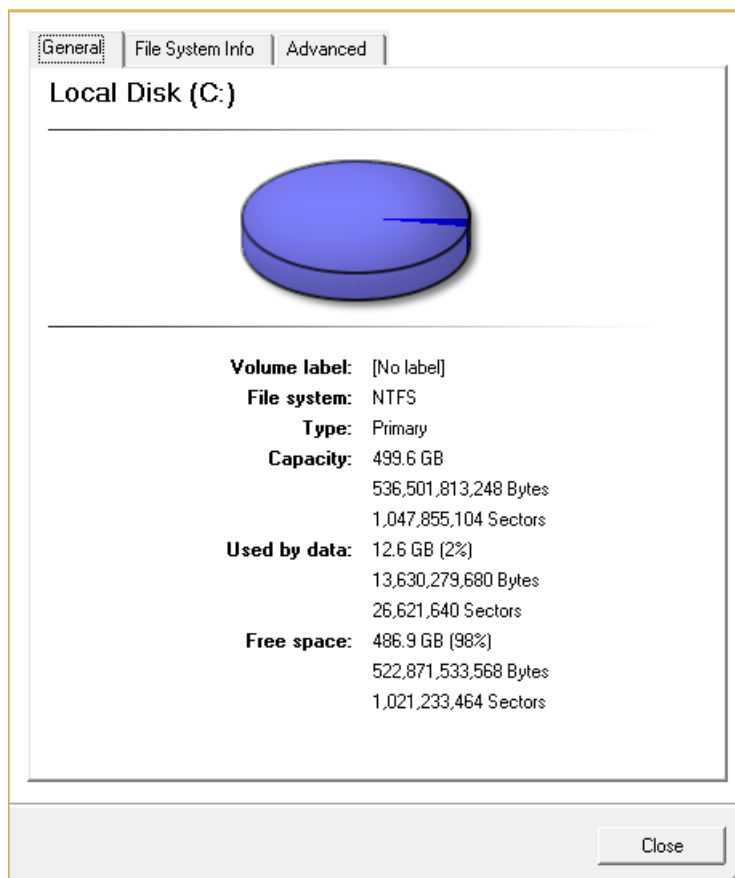 General File System Info Advanced
Local Disk (C:)
Volume label: [No label]
File system: NTFS
Type: Primary
Capacity: 499.6 GB
536,501,813,248 Bytes
1,047,855,104 Sectors
Used by data: 12.6 GB (2%)
13,630,279,680 Bytes
26,621,640 Sectors
Free space: 486.9 GB (98%)
522,871,533,568 Bytes
1,021,233,464 Sectors
Close